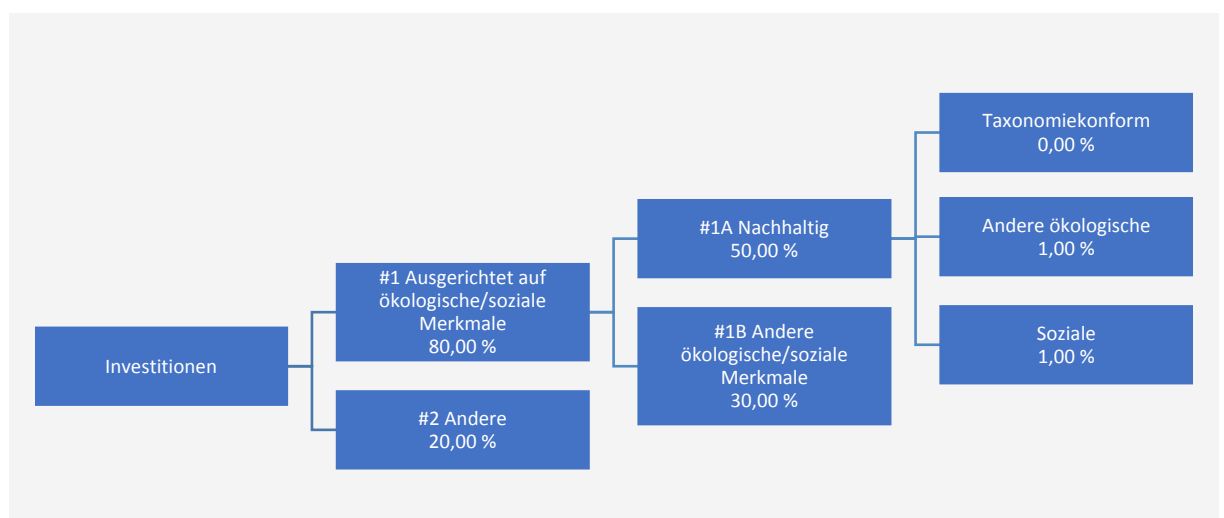 Investitionen
#1 Ausgerichtet auf
ökologische/soziale
Merkmale
80,00 %
#2 Andere
20,00 %
#1A Nachhaltig
50,00 %
#1B Andere
ökologische/soziale
Merkmale
30,00 %
Taxonomiekonform
0,00 %
Andere ökologische
1,00 %
Soziale
1,00 %